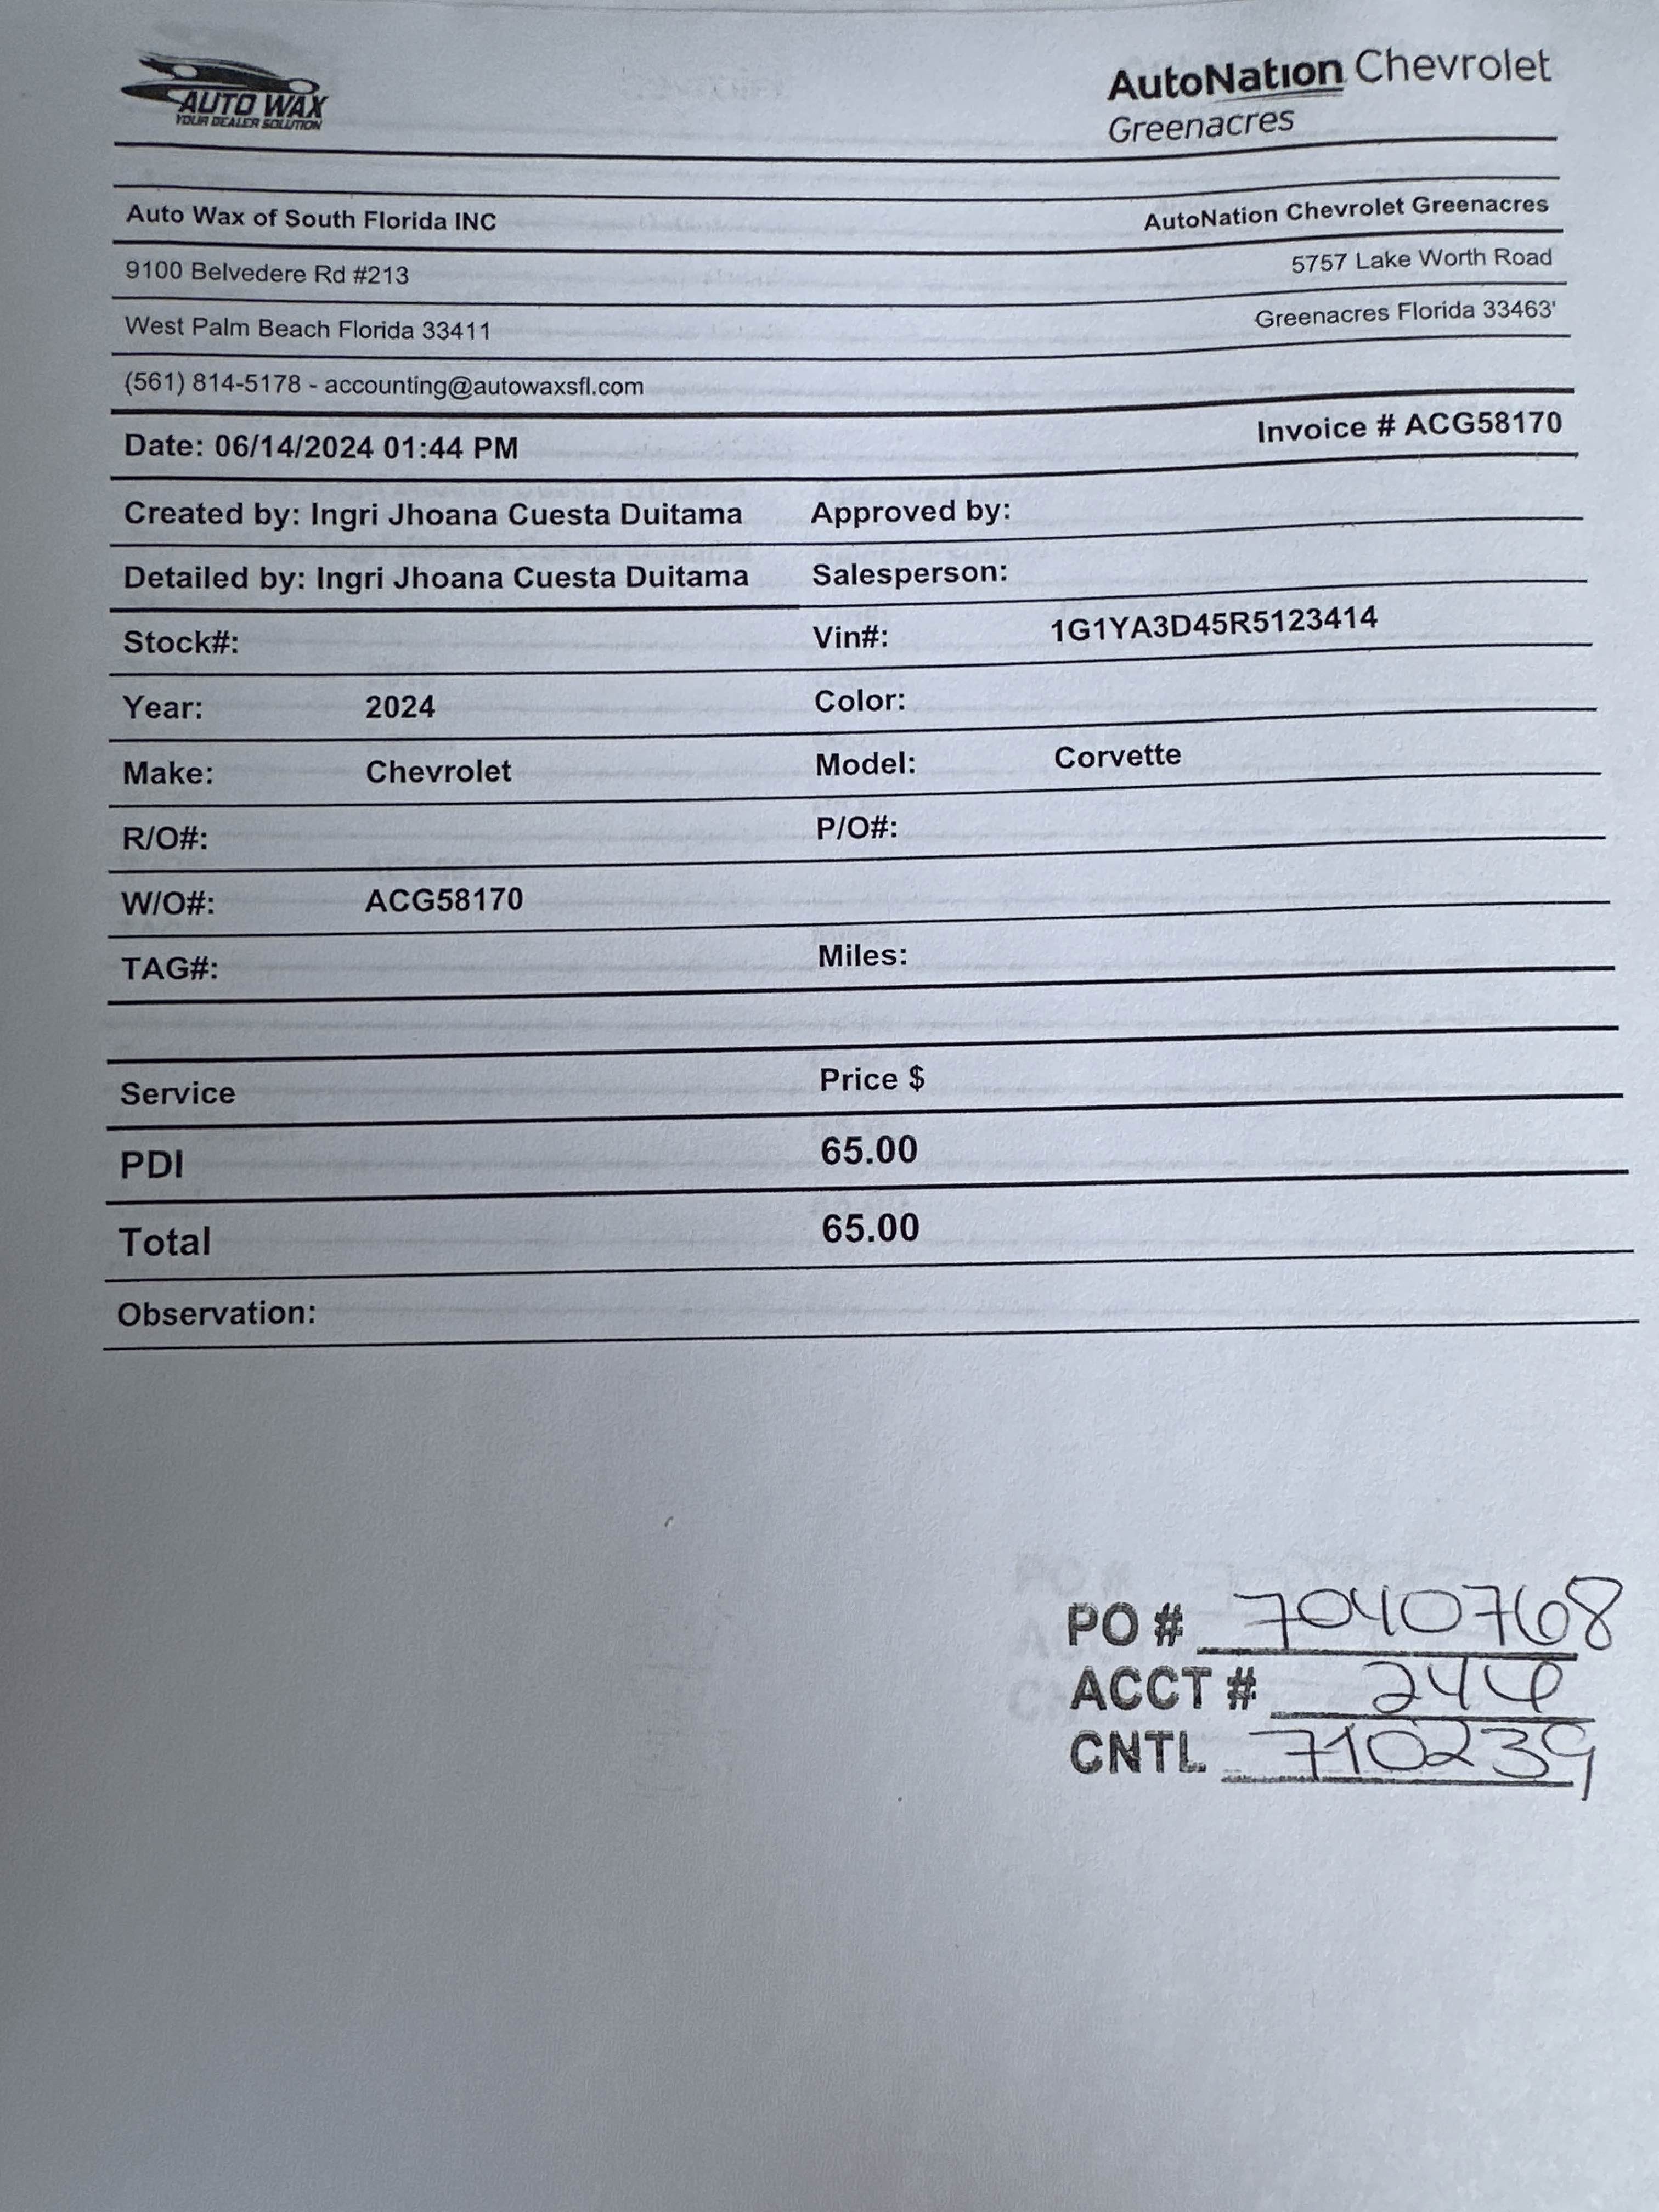 AUTO WAX
YOUR DEALER SOLUTION
AutoNation Chevrolet
Greenacres
Auto Wax of South Florida INC
AutoNation Chevrolet Greenacres
9100 Belvedere Rd #213
5757 Lake Worth Road
West Palm Beach Florida 33411
Greenacres Florida 33463'
(561) 814-5178 - accounting@autowaxsfl.com
Date: 06/14/2024 01:44 PM
Invoice # ACG58170
Created by: Ingri Jhoana Cuesta Duitama Approved by:
Detailed by: Ingri Jhoana Cuesta Duitama Salesperson:
Stock#: Vin#: 1G1YA3D45R5123414
Year: 2024 Color:
Make: Chevrolet Model: Corvette
R/O#: P/O#:
W/O#: ACG58170
TAG#: Miles:
Service Price $
PDI 65.00
Total 65.00
Observation:
PO # 7040768
ACCT #
CNTL 710239